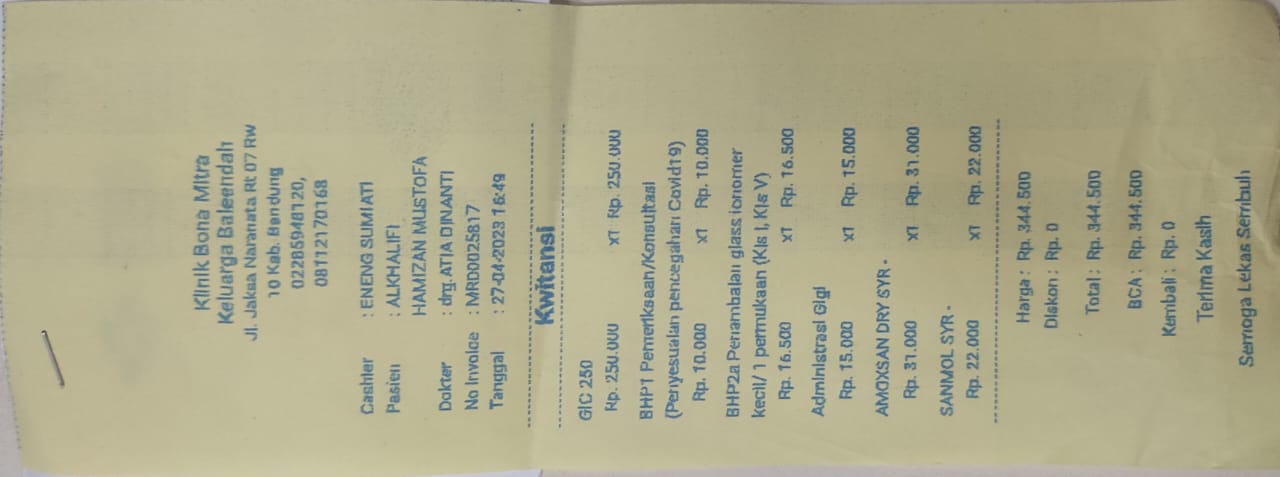 Klinik Bona Mitra
Keluarga Baleendah
Jl. Jaksa Naranata Rt 07 Rw
10 Kab. Bandung
02285948120,
08112170168
Cashier : ENENG SUMIATI
Pasien : ALKHALIFI
HAMIZAN MUSTOFA
Dokter : drg. ATIA DINANTI
No Invoice : MRD0025817
Tanggal : 27-04-2023 16:49
Kwitansi
GIC 250
Rp. 250.000 x1 Rp. 250.000
BHP1 Pemeriksaan/Konsultasi
(Penyesuaian pencegahan Covid19)
Rp. 10.000 x1 Rp. 10.000
BHP2a Penambalan glass ionomer
kecil/ 1 permukaan (Kls I, Kls V)
Rp. 16.500 x1 Rp. 16.500
Administrasi Gigi
Rp. 15.000 x1 Rp. 15.000
AMOXSAN DRY SYR -
Rp. 31.000 x1 Rp. 31.000
SANMOL SYR -
Rp. 22.000 x1 Rp. 22.000
Harga : Rp. 344.500
Diskon : Rp. 0
Total : Rp. 344.500
BCA : Rp. 344.500
Kembali : Rp. 0
Terima Kasih
Semoga Lekas Sembuh